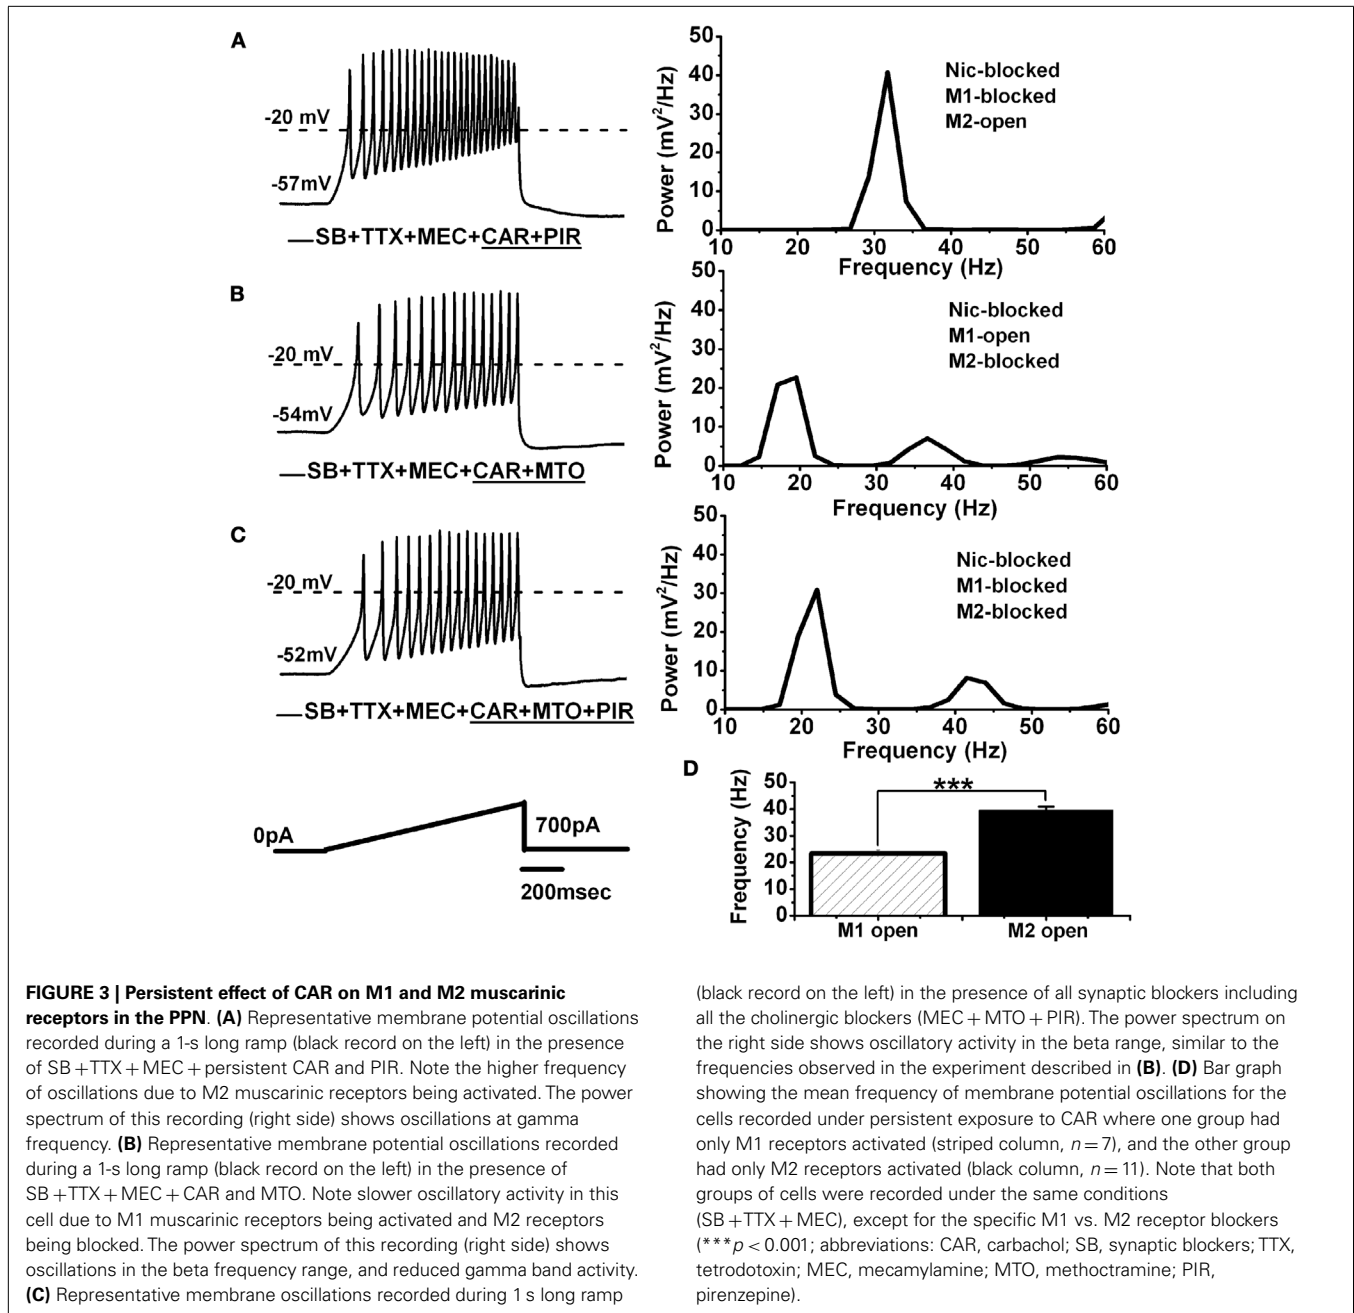 A
-20 mV
-57mV
SB+TTX+MEC+CAR+PIR
Power (mV²/Hz)
50
40
30
20
10
0
10 20 30 40 50 60
Frequency (Hz)
Nic-blocked
M1-blocked
M2-open
B
-20 mV
-54mV
SB+TTX+MEC+CAR+MTO
Power (mV²/Hz)
50
40
30
20
10
0
10 20 30 40 50 60
Frequency (Hz)
Nic-blocked
M1-open
M2-blocked
C
-20 mV
-52mV
SB+TTX+MEC+CAR+MTO+PIR
Power (mV²/Hz)
50
40
30
20
10
0
10 20 30 40 50 60
Frequency (Hz)
Nic-blocked
M1-blocked
M2-blocked
0pA
700pA
200msec
D
Frequency (Hz)
50
40
30
20
10
0
***
M1 open M2 open
FIGURE 3 | Persistent effect of CAR on M1 and M2 muscarinic
receptors in the PPN. (A) Representative membrane potential oscillations
recorded during a 1-s long ramp (black record on the left) in the presence
of SB+TTX+MEC+persistent CAR and PIR. Note the higher frequency
of oscillations due to M2 muscarinic receptors being activated. The power
spectrum of this recording (right side) shows oscillations at gamma
frequency. (B) Representative membrane potential oscillations recorded
during a 1-s long ramp (black record on the left) in the presence of
SB+TTX+MEC+CAR and MTO. Note slower oscillatory activity in this
cell due to M1 muscarinic receptors being activated and M2 receptors
being blocked. The power spectrum of this recording (right side) shows
oscillations in the beta frequency range, and reduced gamma band activity.
(C) Representative membrane oscillations recorded during 1 s long ramp
(black record on the left) in the presence of all synaptic blockers including
all the cholinergic blockers (MEC+MTO+PIR). The power spectrum on
the right side shows oscillatory activity in the beta range, similar to the
frequencies observed in the experiment described in (B). (D) Bar graph
showing the mean frequency of membrane potential oscillations for the
cells recorded under persistent exposure to CAR where one group had
only M1 receptors activated (striped column, n=7), and the other group
had only M2 receptors activated (black column, n=11). Note that both
groups of cells were recorded under the same conditions
(SB+TTX+MEC), except for the specific M1 vs. M2 receptor blockers
(***p<0.001; abbreviations: CAR, carbachol; SB, synaptic blockers; TTX,
tetrodotoxin; MEC, mecamylamine; MTO, methoctramine; PIR,
pirenzepine).